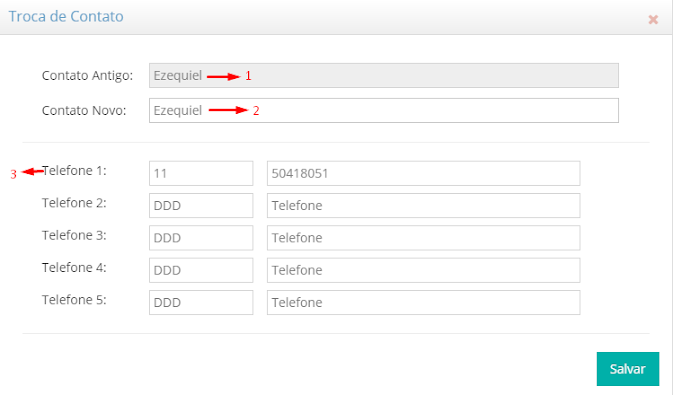 Troca de Contato
Contato Antigo: Ezequiel 1
Contato Novo: Ezequiel 2
3 Telefone 1: 11 50418051
Telefone 2: DDD Telefone
Telefone 3: DDD Telefone
Telefone 4: DDD Telefone
Telefone 5: DDD Telefone
Salvar